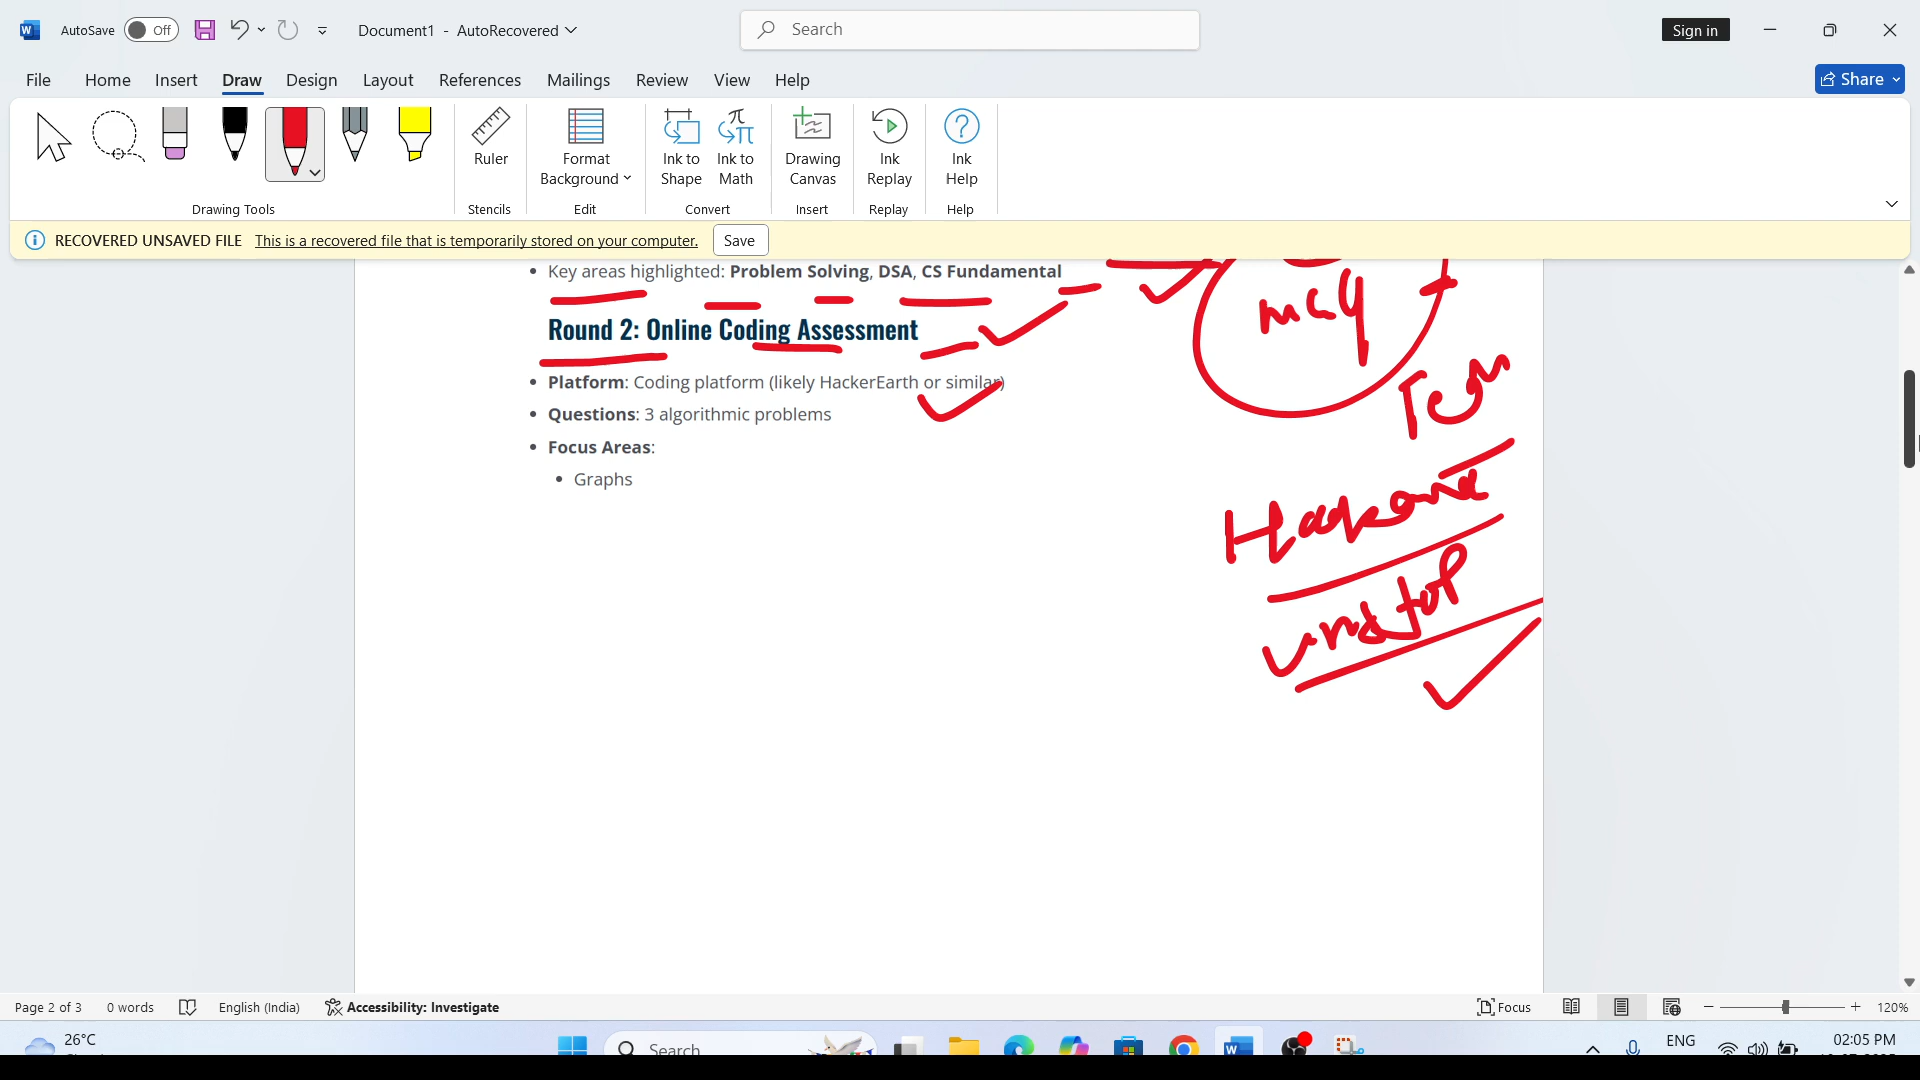 AutoSave Off Document1 - AutoRecovered Search Sign in
File Home Insert Draw Design Layout References Mailings Review View Help Share
Ruler Format Background Ink to Shape Ink to Math Drawing Canvas Ink Replay Ink Help
Drawing Tools Stencils Edit Convert Insert Replay Help
RECOVERED UNSAVED FILE This is a recovered file that is temporarily stored on your computer. Save
• Key areas highlighted: Problem Solving, DSA, CS Fundamental
mcq
Round 2: Online Coding Assessment
• Platform: Coding platform (likely HackerEarth or similar)
• Questions: 3 algorithmic problems
• Focus Areas:
• Graphs
unstop
Page 2 of 3 0 words English (India) Accessibility: Investigate Focus 120%
26°C Search ENG 02:05 PM